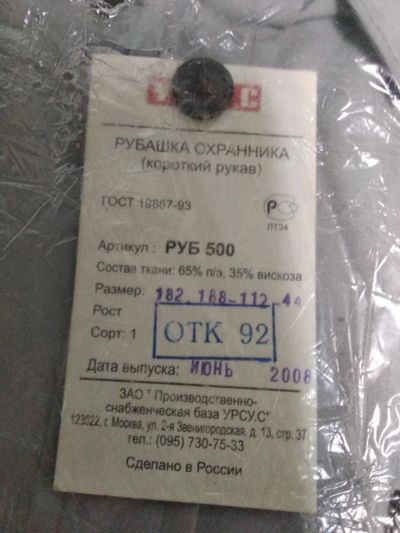 РУБАШКА ОХРАННИКА
(короткий рукав)
ГОСТ 19867-93
РС
ПТ34
Артикул : РУБ 500
Состав ткани: 65% п/э, 35% вискоза
Размер 182.188-112-44
Рост
Сорт: 1
ОТК 92
Дата выпуска: ИЮНЬ 2008
ЗАО " Производственно-
снабженческая база УРСУ.С"
123022, г. Москва, ул. 2-я Звенигородская, д. 13, стр. 37
тел.: (095) 730-75-33
Сделано в России